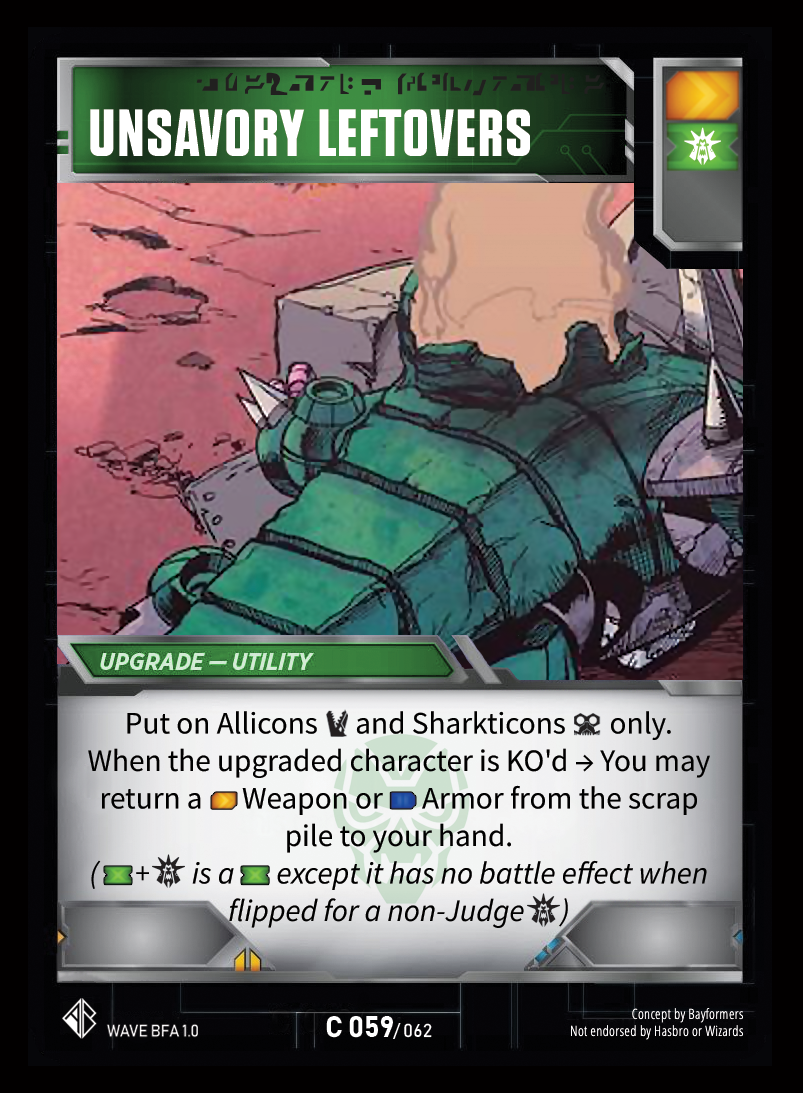 UNSAVORY LEFTOVERS
UPGRADE — UTILITY
Put on Allicons and Sharkticons only.
When the upgraded character is KO'd → You may
return a Weapon or Armor from the scrap
pile to your hand.
( + is a except it has no battle effect when
flipped for a non-Judge )
WAVE BFA 1.0
C 059/062
Concept by Bayformers
Not endorsed by Hasbro or Wizards